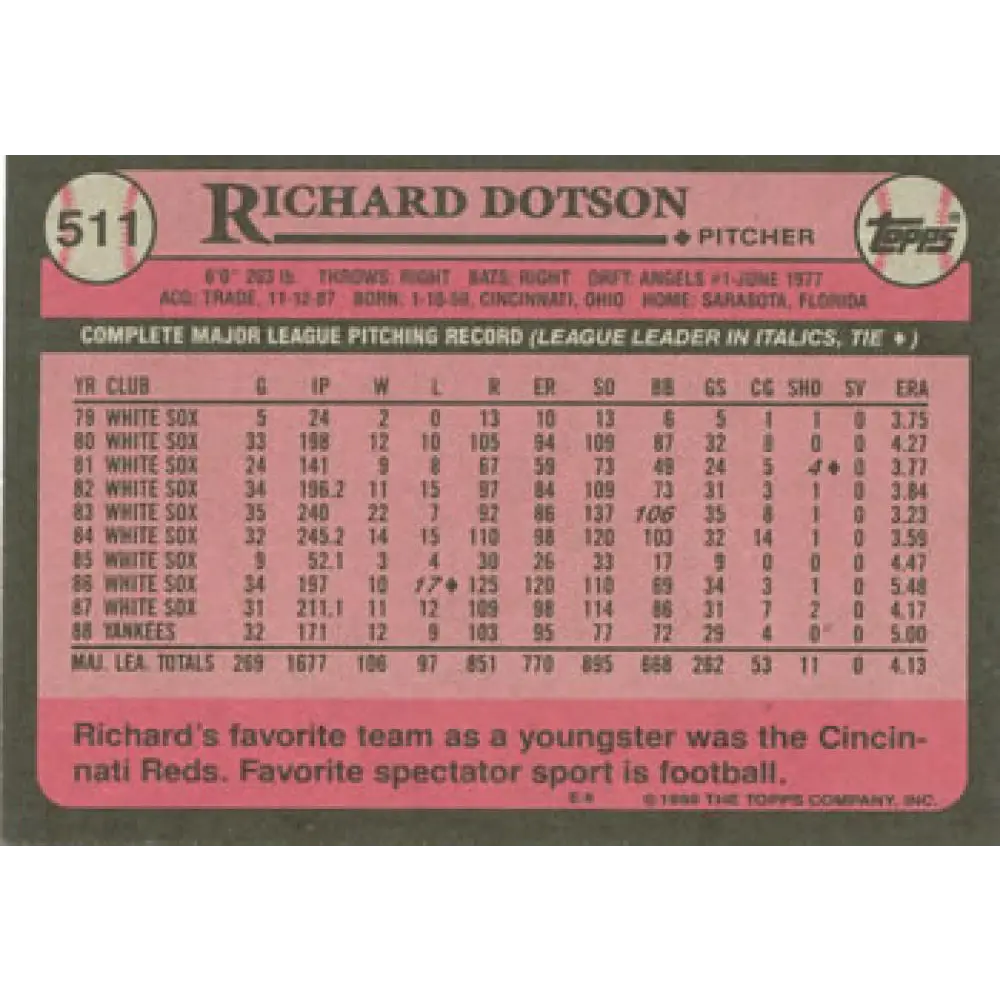 511
RICHARD DOTSON
PITCHER
Topps®
6'0" 203 lb. THROWS: RIGHT BATS: RIGHT DRFT: ANGELS #1-JUNE 1977
ACQ: TRADE, 11-12-87 BORN: 1-10-59, CINCINNATI, OHIO HOME: SARASOTA, FLORIDA
COMPLETE MAJOR LEAGUE PITCHING RECORD (LEAGUE LEADER IN ITALICS, TIE ♦)
YR CLUB G IP W L R ER SO BB GS CG SHO SV ERA
79 WHITE SOX 5 24 2 0 13 10 13 6 5 1 1 0 3.75
80 WHITE SOX 33 198 12 10 105 94 109 87 32 8 0 0 4.27
81 WHITE SOX 24 141 9 8 67 59 73 49 24 5 4♦ 0 3.77
82 WHITE SOX 34 196.2 11 15 97 84 109 73 31 3 1 0 3.84
83 WHITE SOX 35 240 22 7 92 86 137 106 35 8 1 0 3.23
84 WHITE SOX 32 245.2 14 15 110 98 120 103 32 14 1 0 3.59
85 WHITE SOX 9 52.1 3 4 30 26 33 17 9 0 0 0 4.47
86 WHITE SOX 34 197 10 17♦ 125 120 110 69 34 3 1 0 5.48
87 WHITE SOX 31 211.1 11 12 109 98 114 86 31 7 2 0 4.17
88 YANKEES 32 171 12 9 103 95 77 72 29 4 0 0 5.00
MAJ. LEA. TOTALS 269 1677 106 97 851 770 895 668 262 53 11 0 4.13
Richard's favorite team as a youngster was the Cincin-
nati Reds. Favorite spectator sport is football.
© THE TOPPS COMPANY, INC.